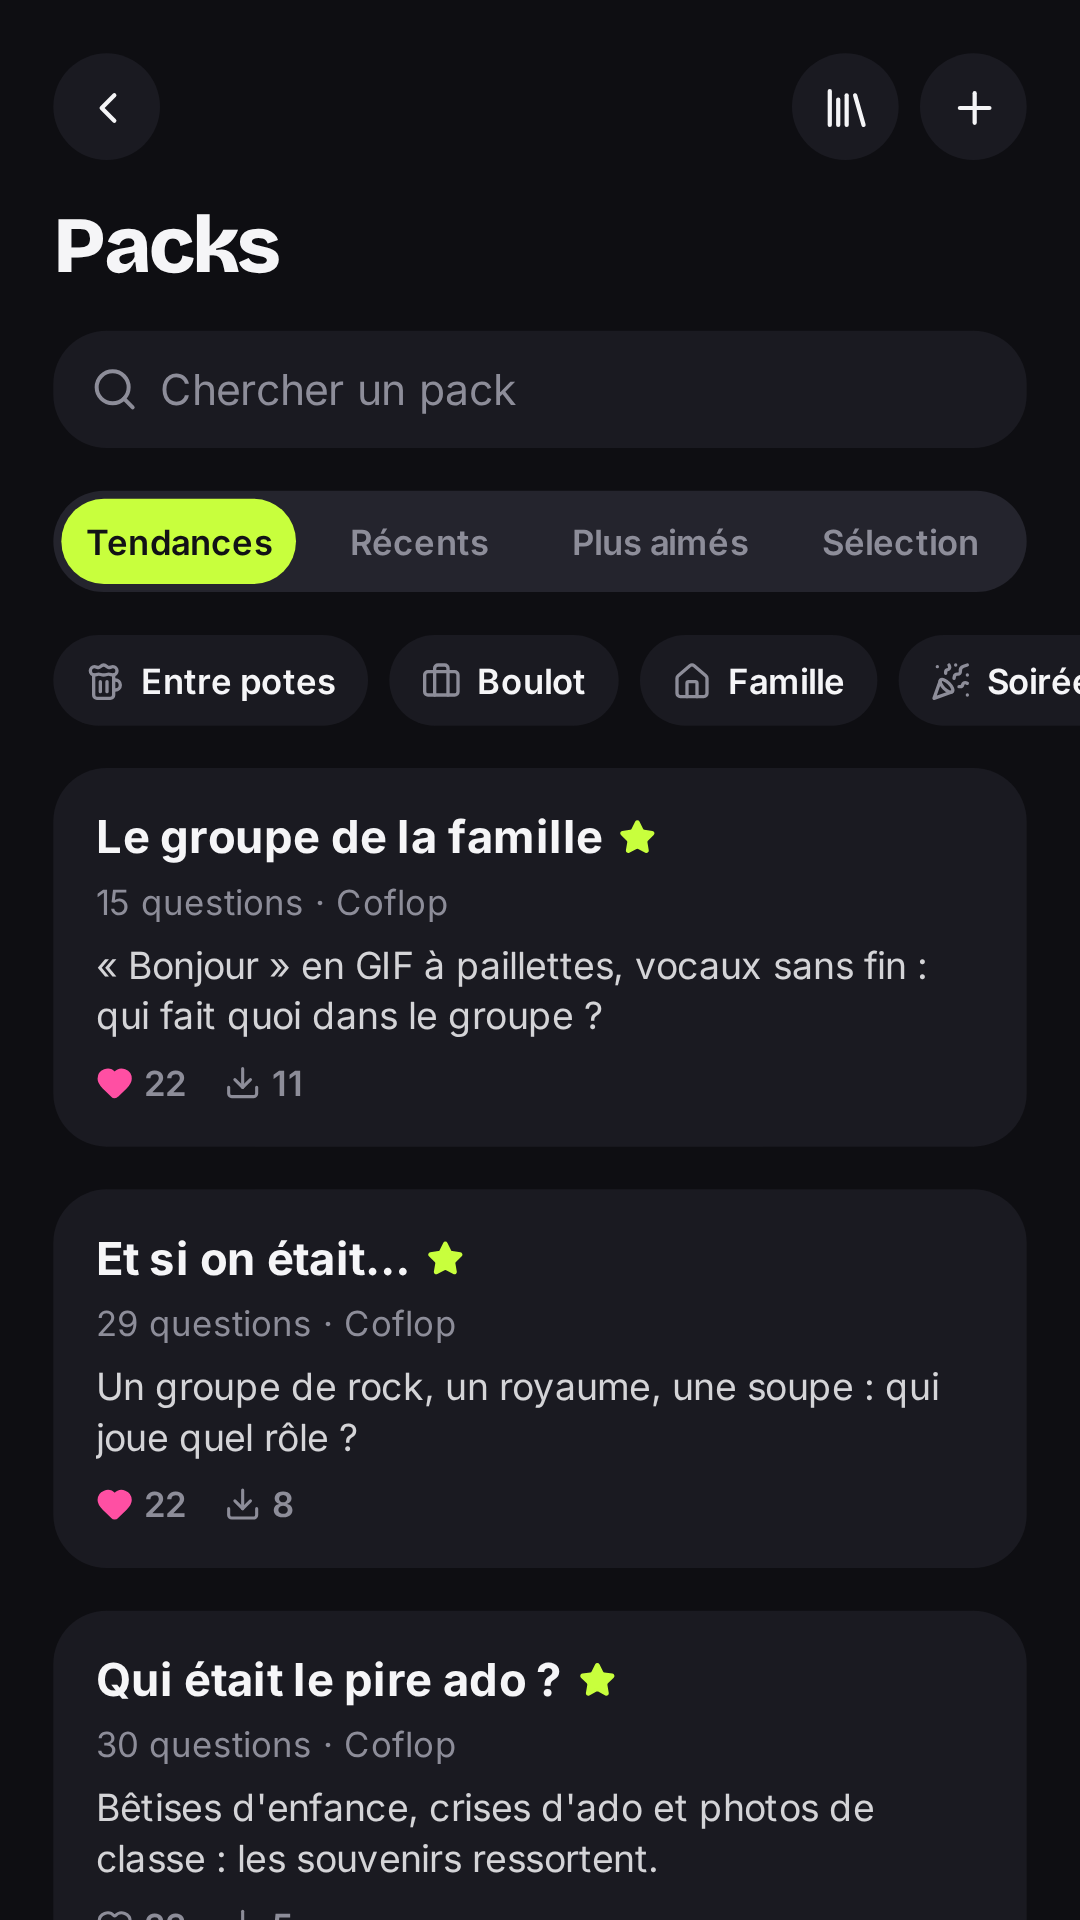 Packs
Chercher un pack
Tendances Récents Plus aimés Sélection
Entre potes Boulot Famille Soirée
Le groupe de la famille
15 questions · Coflop
« Bonjour » en GIF à paillettes, vocaux sans fin :
qui fait quoi dans le groupe ?
22 11
Et si on était...
29 questions · Coflop
Un groupe de rock, un royaume, une soupe : qui
joue quel rôle ?
22 8
Qui était le pire ado ?
30 questions · Coflop
Bêtises d'enfance, crises d'ado et photos de
classe : les souvenirs ressortent.